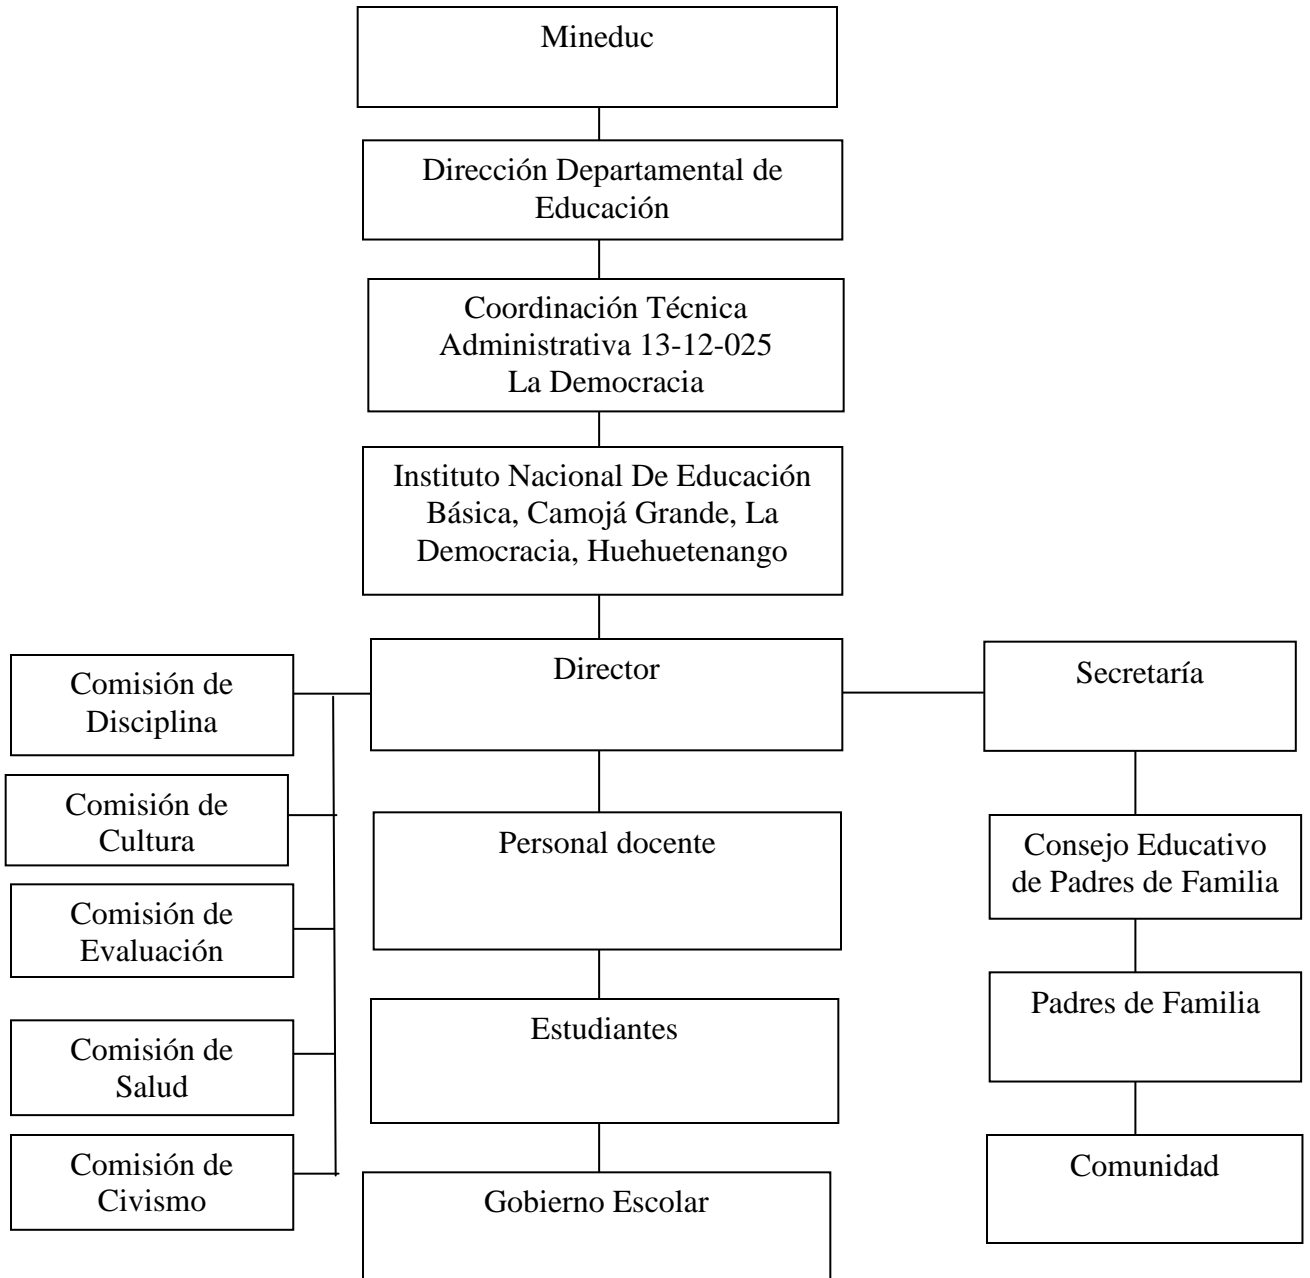 Mineduc
Dirección Departamental de
Educación
Coordinación Técnica
Administrativa 13-12-025
La Democracia
Instituto Nacional De Educación
Básica, Camojá Grande, La
Democracia, Huehuetenango
Director
Secretaría
Comisión de
Disciplina
Comisión de
Cultura
Comisión de
Evaluación
Comisión de
Salud
Comisión de
Civismo
Personal docente
Estudiantes
Gobierno Escolar
Consejo Educativo
de Padres de Familia
Padres de Familia
Comunidad